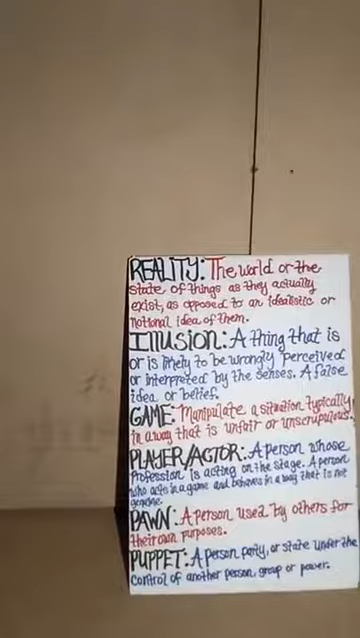 REALITY: The world or the
state of things as they actually
exist, as opposed to an idealistic or
notional idea of them.
ILLUSION: A thing that is
or is likely to be wrongly perceived
or interpreted by the senses. A false
idea or belief.
GAME: Manipulate a situation typically
in a way that is unfair or unscrupulous.
PLAYER/ACTOR: A person whose
profession is acting on the stage. A person
who acts in a game and behaves in a way that is not
genuine.
PAWN: A person used by others for
their own purposes.
PUPPET: A person party, or state under the
control of another person, group or power.